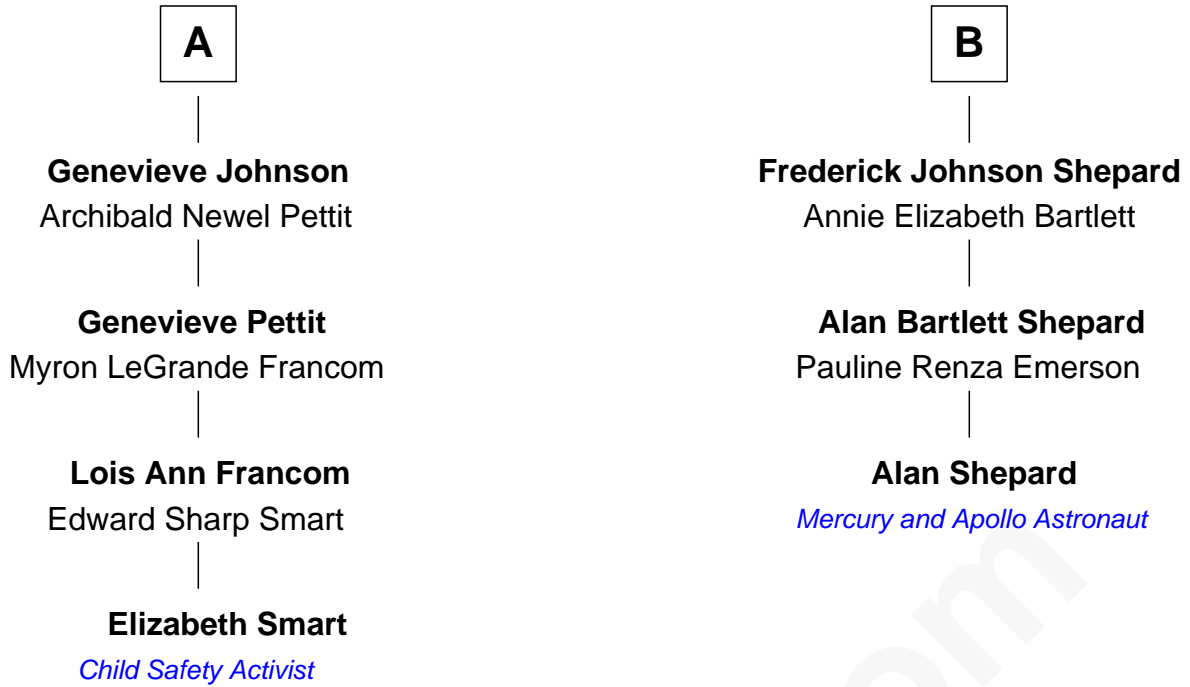 A
Genevieve Johnson
Archibald Newel Pettit
Genevieve Pettit
Myron LeGrande Francom
Lois Ann Francom
Edward Sharp Smart
Elizabeth Smart
Child Safety Activist
B
Frederick Johnson Shepard
Annie Elizabeth Bartlett
Alan Bartlett Shepard
Pauline Renza Emerson
Alan Shepard
Mercury and Apollo Astronaut
om